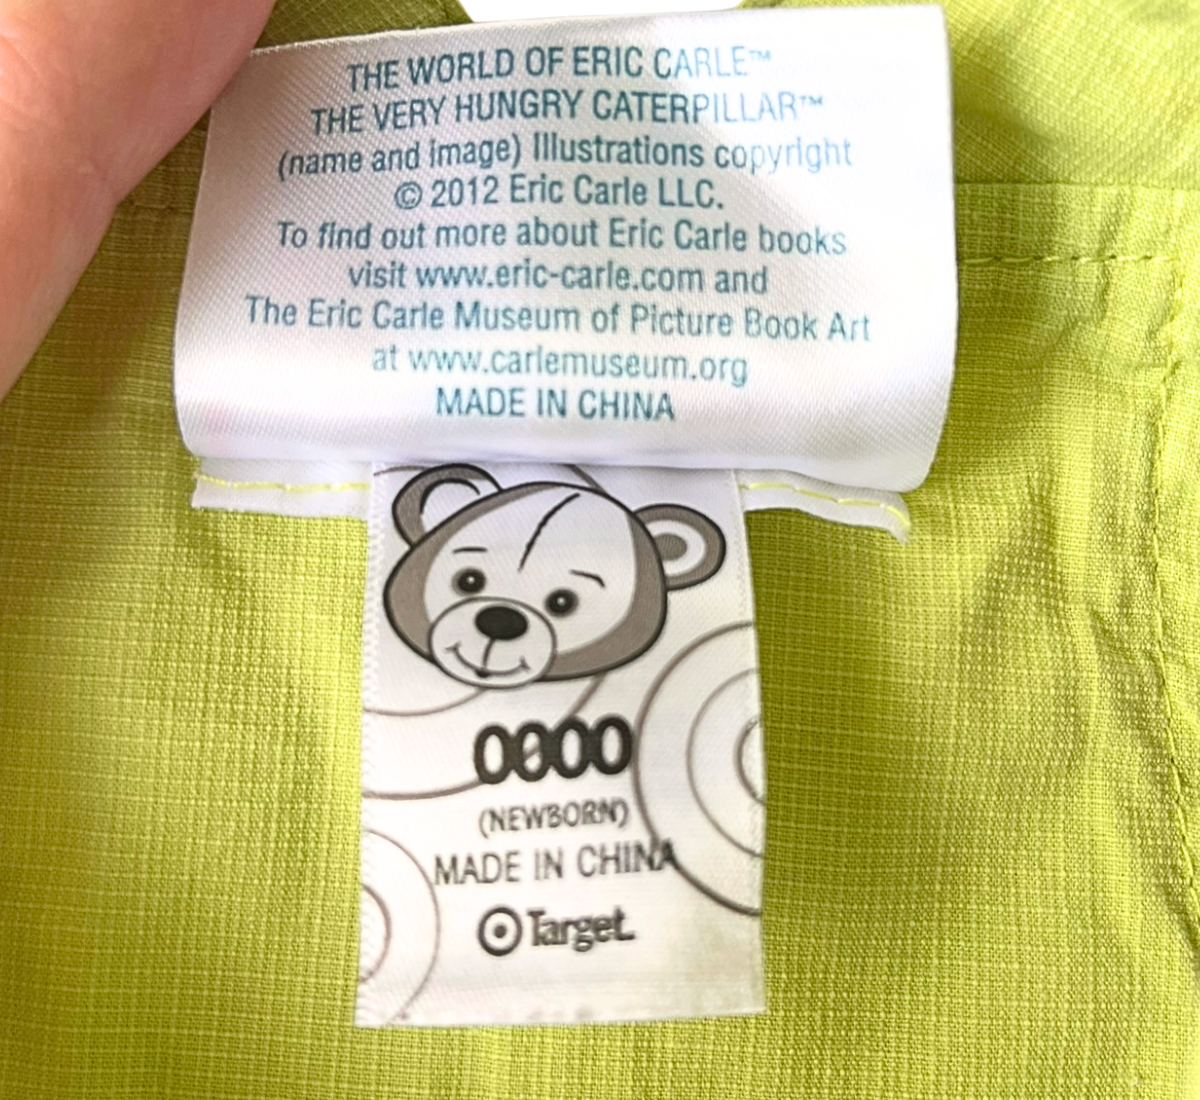 THE WORLD OF ERIC CARLE™
THE VERY HUNGRY CATERPILLAR™
(name and image) Illustrations copyright
© 2012 Eric Carle LLC.
To find out more about Eric Carle books
visit www.eric-carle.com and
The Eric Carle Museum of Picture Book Art
at www.carlemuseum.org
MADE IN CHINA
0000
(NEWBORN)
MADE IN CHINA
Target.